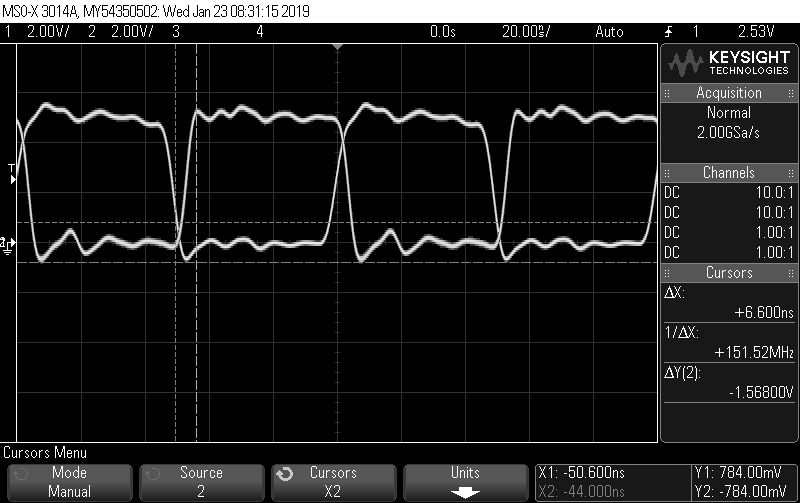 MSO-X 3014A, MY54350502: Wed Jan 23 08:31:15 2019
1 2.00V/ 2 2.00V/ 3 4 0.0s 20.00ns/ Auto 1 2.53V
KEYSIGHT
TECHNOLOGIES
Acquisition
Normal
2.00GSa/s
Channels
DC 10.0:1
DC 10.0:1
DC 1.00:1
DC 1.00:1
Cursors
ΔX:
+6.600ns
1/ΔX:
+151.52MHz
ΔY(2):
-1.56800V
T
2
Cursors Menu
Mode
Manual
Source
2
Cursors
X2
Units
X1: -50.600ns
X2: -44.000ns
Y1: 784.00mV
Y2: -784.00mV